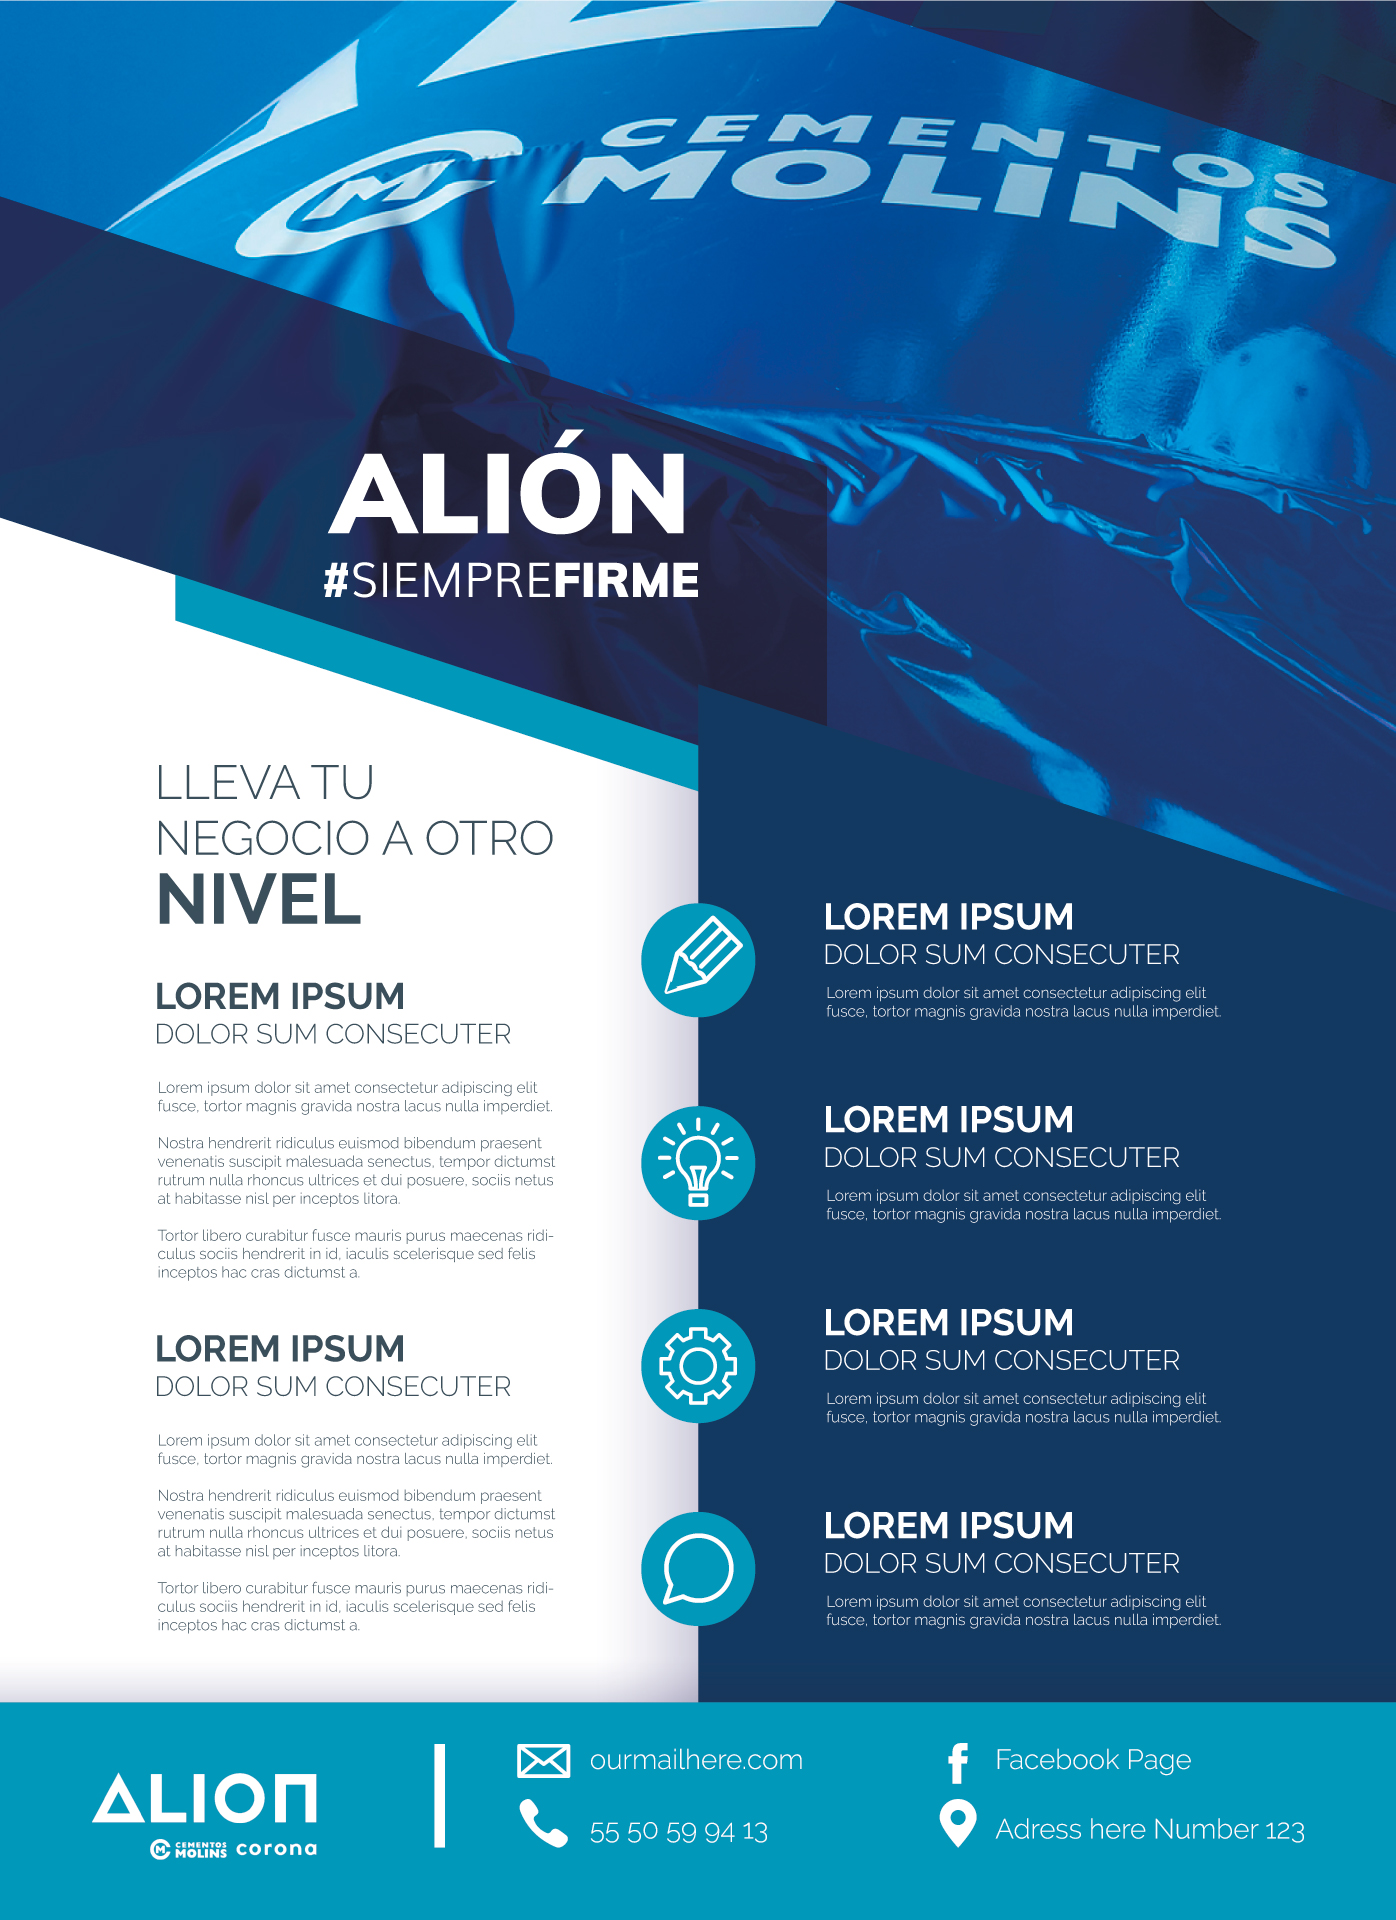 CEMENTOS
MOLINS
CM
ALIÓN
#SIEMPREFIRME
LLEVA TU
NEGOCIO A OTRO
NIVEL
LOREM IPSUM
DOLOR SUM CONSECUTER
Lorem ipsum dolor sit amet consectetur adipiscing elit
fusce, tortor magnis gravida nostra lacus nulla imperdiet.
Nostra hendrerit ridiculus euismod bibendum praesent
venenatis suscipit malesuada senectus, tempor dictumst
rutrum nulla rhoncus ultrices et dui posuere, sociis netus
at habitasse nisl per inceptos litora.
Tortor libero curabitur fusce mauris purus maecenas ridi-
culus sociis hendrerit in id, iaculis scelerisque sed felis
inceptos hac cras dictumst a.
LOREM IPSUM
DOLOR SUM CONSECUTER
Lorem ipsum dolor sit amet consectetur adipiscing elit
fusce, tortor magnis gravida nostra lacus nulla imperdiet.
Nostra hendrerit ridiculus euismod bibendum praesent
venenatis suscipit malesuada senectus, tempor dictumst
rutrum nulla rhoncus ultrices et dui posuere, sociis netus
at habitasse nisl per inceptos litora.
Tortor libero curabitur fusce mauris purus maecenas ridi-
culus sociis hendrerit in id, iaculis scelerisque sed felis
inceptos hac cras dictumst a.
LOREM IPSUM
DOLOR SUM CONSECUTER
Lorem ipsum dolor sit amet consectetur adipiscing elit
fusce, tortor magnis gravida nostra lacus nulla imperdiet.
LOREM IPSUM
DOLOR SUM CONSECUTER
Lorem ipsum dolor sit amet consectetur adipiscing elit
fusce, tortor magnis gravida nostra lacus nulla imperdiet.
LOREM IPSUM
DOLOR SUM CONSECUTER
Lorem ipsum dolor sit amet consectetur adipiscing elit
fusce, tortor magnis gravida nostra lacus nulla imperdiet.
LOREM IPSUM
DOLOR SUM CONSECUTER
Lorem ipsum dolor sit amet consectetur adipiscing elit
fusce, tortor magnis gravida nostra lacus nulla imperdiet.
ALION
CM CEMENTOS
MOLINS corona
ourmailhere.com
55 50 59 94 13
Facebook Page
Adress here Number 123